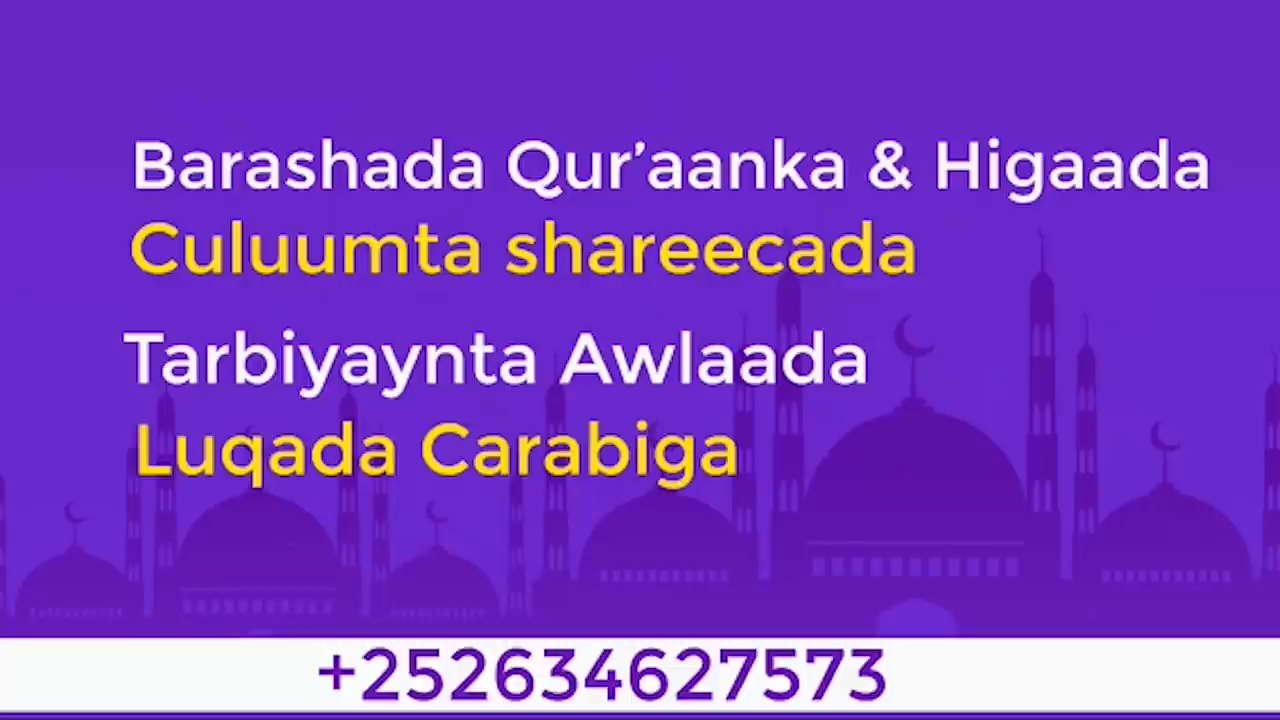 Barashada Qur’aanka & Higaada
Culuumta shareecada
Tarbiyaynta Awlaada
Luqada Carabiga
+252634627573